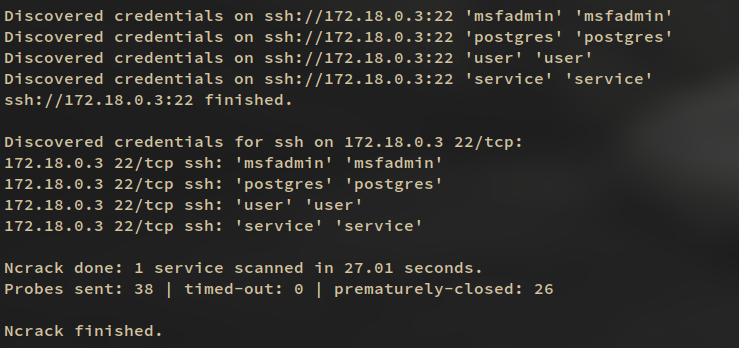 Discovered credentials on ssh://172.18.0.3:22 'msfadmin' 'msfadmin'
Discovered credentials on ssh://172.18.0.3:22 'postgres' 'postgres'
Discovered credentials on ssh://172.18.0.3:22 'user' 'user'
Discovered credentials on ssh://172.18.0.3:22 'service' 'service'
ssh://172.18.0.3:22 finished.
Discovered credentials for ssh on 172.18.0.3 22/tcp:
172.18.0.3 22/tcp ssh: 'msfadmin' 'msfadmin'
172.18.0.3 22/tcp ssh: 'postgres' 'postgres'
172.18.0.3 22/tcp ssh: 'user' 'user'
172.18.0.3 22/tcp ssh: 'service' 'service'
Ncrack done: 1 service scanned in 27.01 seconds.
Probes sent: 38 | timed-out: 0 | prematurely-closed: 26
Ncrack finished.